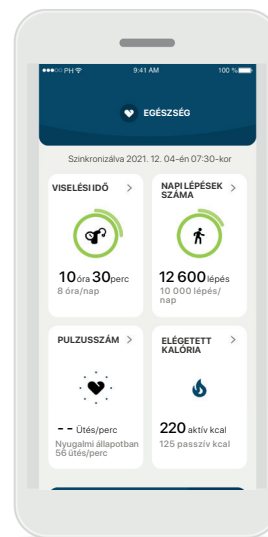 PH 9:41 AM 100 %
EGÉSZSÉG
Szinkronizálva 2021. 12. 04-én 07:30-kor
VISELÉSI IDŐ >
10 óra 30 perc
8 óra/nap
NAPI LÉPÉSEK >
SZÁMA
12 600 lépés
10 000 lépés/
nap
PULZUSSZÁM >
-- Ütés/perc
Nyugalmi állapotban
56 ütés/perc
ELÉGETETT >
KALÓRIA
220 aktív kcal
125 passzív kcal